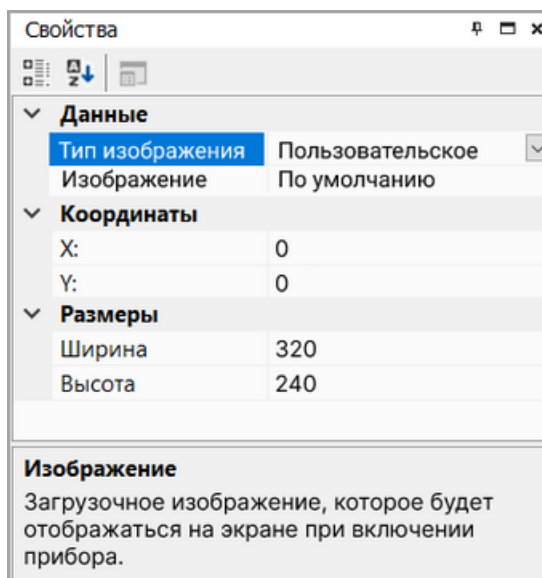 Свойства
Данные
Тип изображения Пользовательское
Изображение По умолчанию
Координаты
X: 0
Y: 0
Размеры
Ширина 320
Высота 240
Изображение
Загрузочное изображение, которое будет
отображаться на экране при включении
прибора.